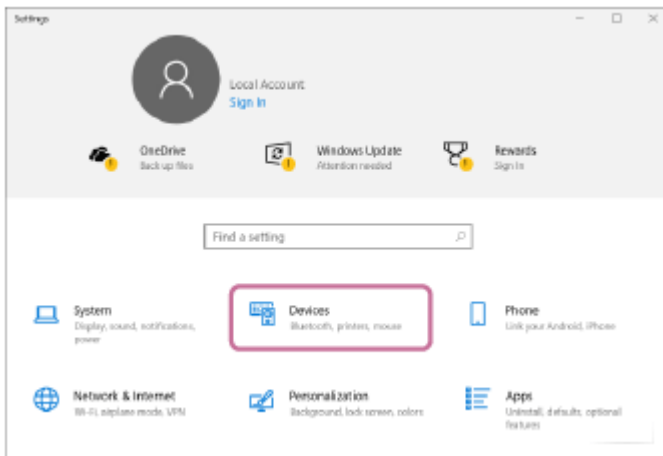 Settings
Local Account
Sign In
OneDrive
Back up files
Windows Update
Attention needed
Rewards
Sign In
Find a setting
System
Display, sound, notifications,
power
Devices
Bluetooth, printers, mouse
Phone
Link your Android, iPhone
Network & Internet
Wi-Fi, airplane mode, VPN
Personalization
Background, lock screen, colors
Apps
Uninstall, defaults, optional
features